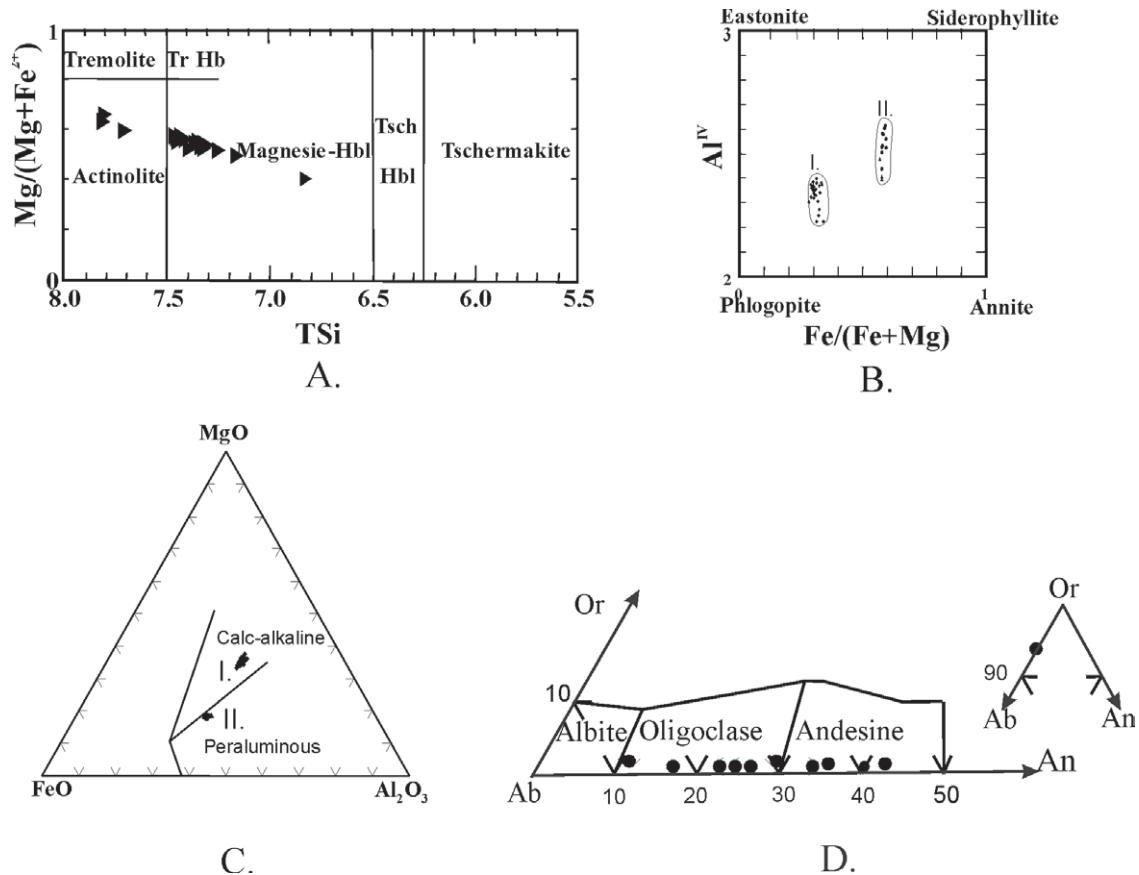 1
Tremolite Tr Hb
Mg/(Mg+Fe²⁺)
Tsch
Magnesie-Hbl
Tschermakite
Actinolite
Hbl
0
8.0 7.5 7.0 6.5 6.0 5.5
TSi
A.
Eastonite Siderophyllite
3
II.
Al^IV
I.
2
0 1
Phlogopite Annite
Fe/(Fe+Mg)
B.
MgO
Calc-alkaline
I.
II.
Peraluminous
FeO Al₂O₃
C.
Or
10
Albite Oligoclase Andesine
An
Ab 10 20 30 40 50
Or
90
Ab An
D.